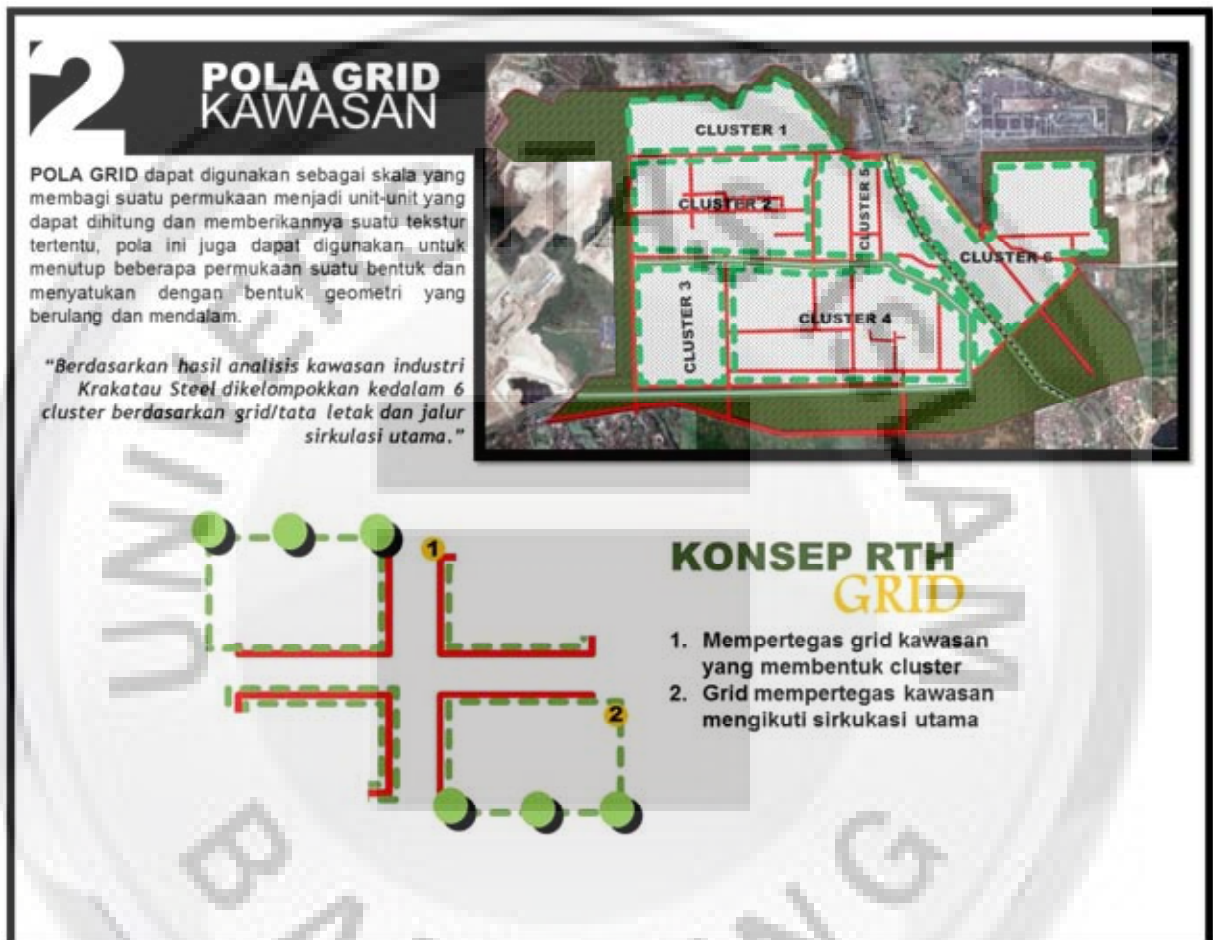 2
POLA GRID
KAWASAN
POLA GRID dapat digunakan sebagai skala yang
membagi suatu permukaan menjadi unit-unit yang
dapat dihitung dan memberikannya suatu tekstur
tertentu, pola ini juga dapat digunakan untuk
menutup beberapa permukaan suatu bentuk dan
menyatukan dengan bentuk geometri yang
berulang dan mendalam.
“Berdasarkan hasil analisis kawasan industri
Krakatau Steel dikelompokkan kedalam 6
cluster berdasarkan grid/tata letak dan jalur
sirkulasi utama.”
CLUSTER 1
CLUSTER 2
CLUSTER 5
CLUSTER 6
CLUSTER 3
CLUSTER 4
1
2
KONSEP RTH
GRID
1. Mempertegas grid kawasan
yang membentuk cluster
2. Grid mempertegas kawasan
mengikuti sirkukasi utama